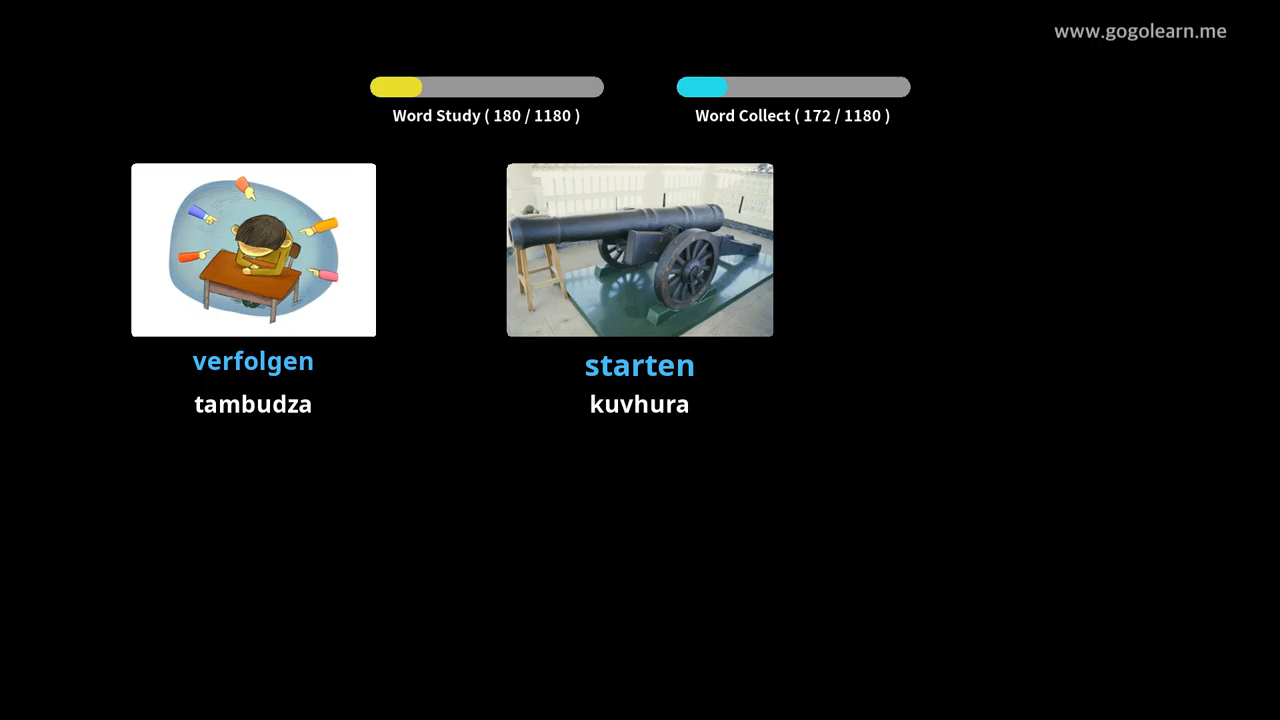 www.gogolearn.me
Word Study ( 180 / 1180 )
Word Collect ( 172 / 1180 )
verfolgen
tambudza
starten
kuvhura